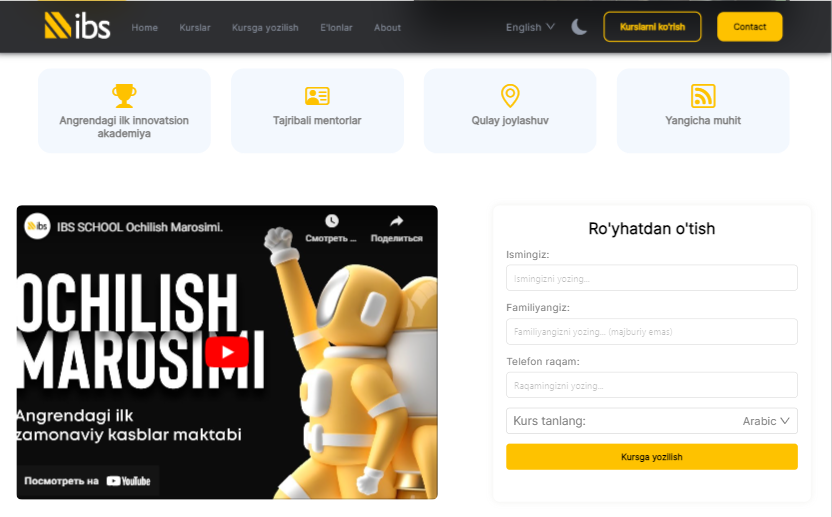 ibs
Home Kurslar Kursga yozilish E'lonlar About English Kurslarni ko'rish Contact
Angrendagi ilk innovatsion
akademiya
Tajribali mentorlar
Qulay joylashuv
Yangicha muhit
ibs IBS SCHOOL Ochilish Marosimi.
Смотреть ... Поделиться
OCHILISH
MAROSIMI
Angrendagi ilk
zamonaviy kasblar maktabi
Посмотреть на YouTube
Ro'yhatdan o'tish
Ismingiz:
Ismingizni yozing...
Familiyangiz:
Familiyangizni yozing... (majburiy emas)
Telefon raqam:
Raqamingizni yozing...
Kurs tanlang: Arabic
Kursga yozilish